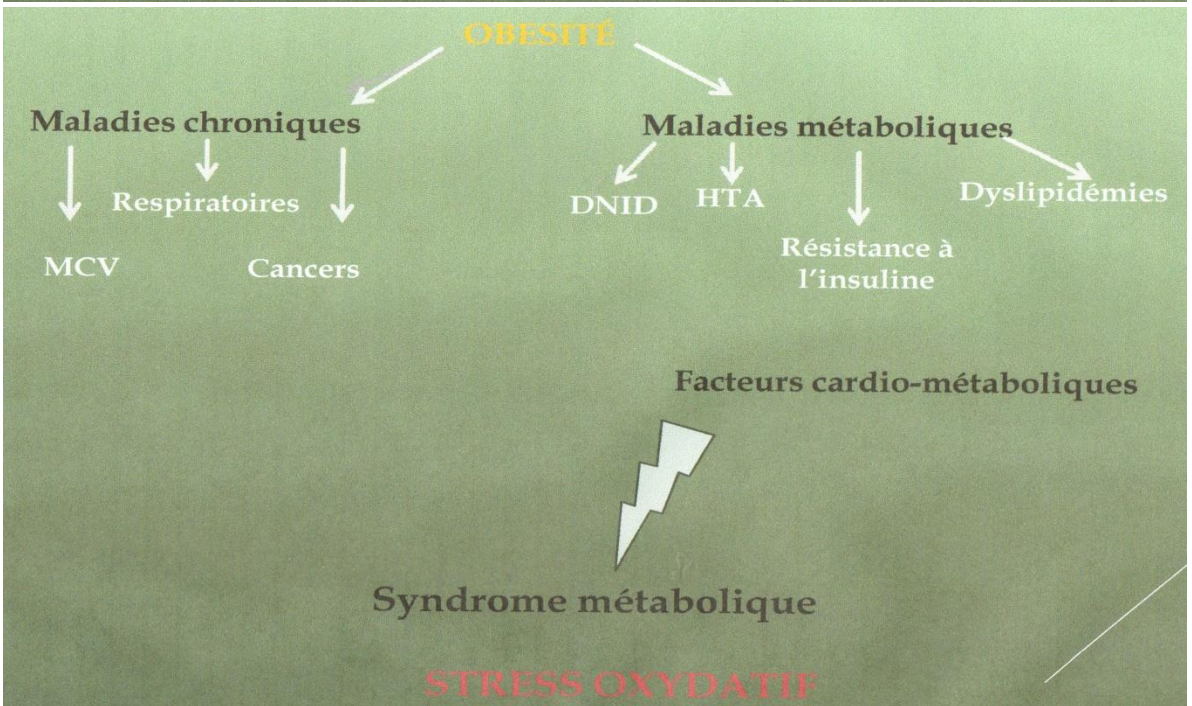 OBESITÉ
Maladies chroniques
Maladies métaboliques
Respiratoires
DNID
HTA
Dyslipidémies
MCV
Cancers
Résistance à
l'insuline
Facteurs cardio-métaboliques
Syndrome métabolique
STRESS OXYDATIF